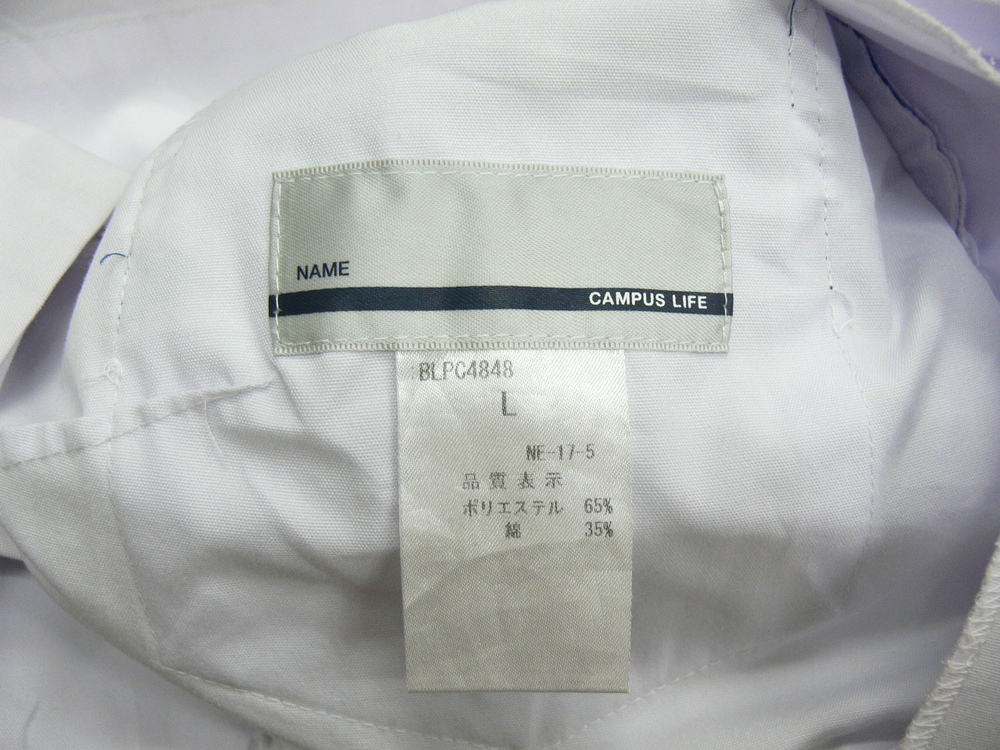 NAME
CAMPUS LIFE
BLPC4848
L
NE-17-5
品質表示
ポリエステル 65%
綿 35%